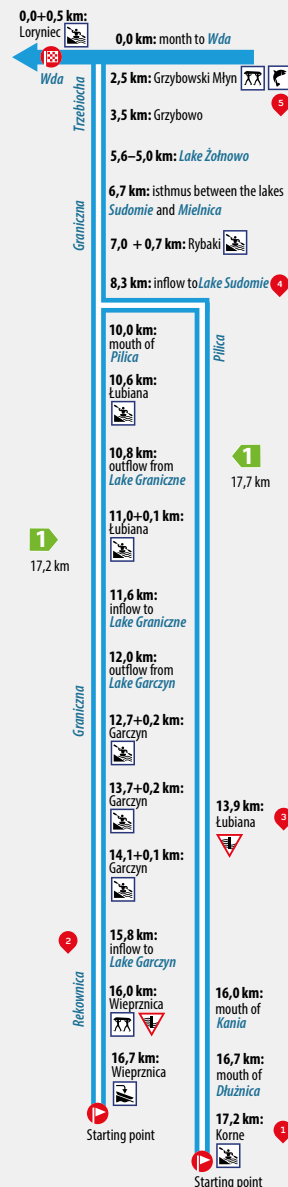 0,0+0,5 km:
Loryniec
0,0 km: month to Wda
Wda
Trzebiocha
2,5 km: Grzybowski Młyn
5
3,5 km: Grzybowo
5,6–5,0 km: Lake Żołnowo
6,7 km: isthmus between the lakes
Sudomie and Mielnica
Graniczna
7,0 + 0,7 km: Rybaki
8,3 km: inflow to Lake Sudomie
4
10,0 km:
mouth of
Pilica
Pilica
10,6 km:
Łubiana
10,8 km:
outflow from
Lake Graniczne
1
17,7 km
11,0+0,1 km:
Łubiana
1
17,2 km
11,6 km:
inflow to
Lake Graniczne
12,0 km:
outflow from
Lake Garczyn
Graniczna
12,7+0,2 km:
Garczyn
13,7+0,2 km:
Garczyn
13,9 km:
Łubiana
3
14,1+0,1 km:
Garczyn
2
15,8 km:
inflow to
Lake Garczyn
Rekownica
16,0 km:
Wieprznica
16,0 km:
mouth of
Kania
16,7 km:
Wieprznica
16,7 km:
mouth of
Dłużnica
17,2 km:
Korne
1
Starting point
Starting point